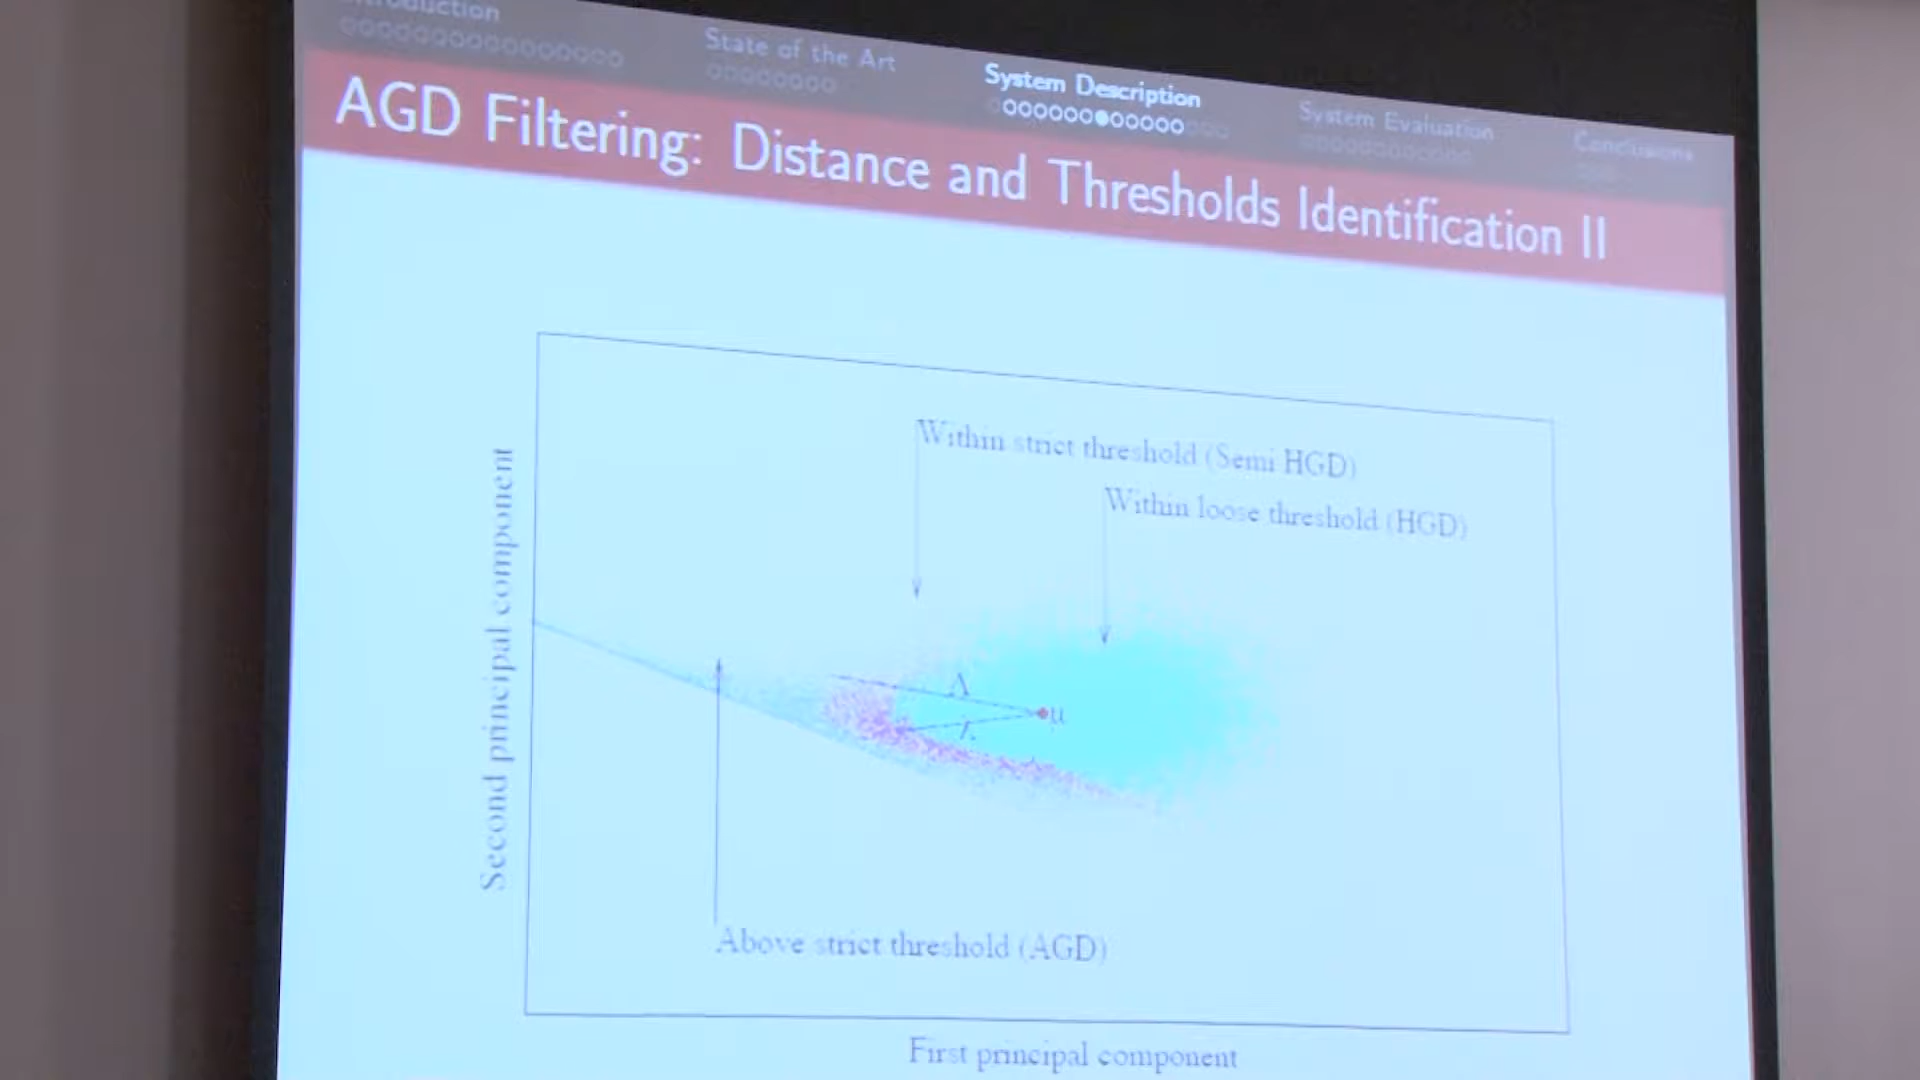 Introduction
State of the Art
System Description
System Evaluation
Conclusions
AGD Filtering: Distance and Thresholds Identification II
Within strict threshold (Semi HGD)
Within loose threshold (HGD)
Second principal component
Λ
λ
μ
Above strict threshold (AGD)
First principal component